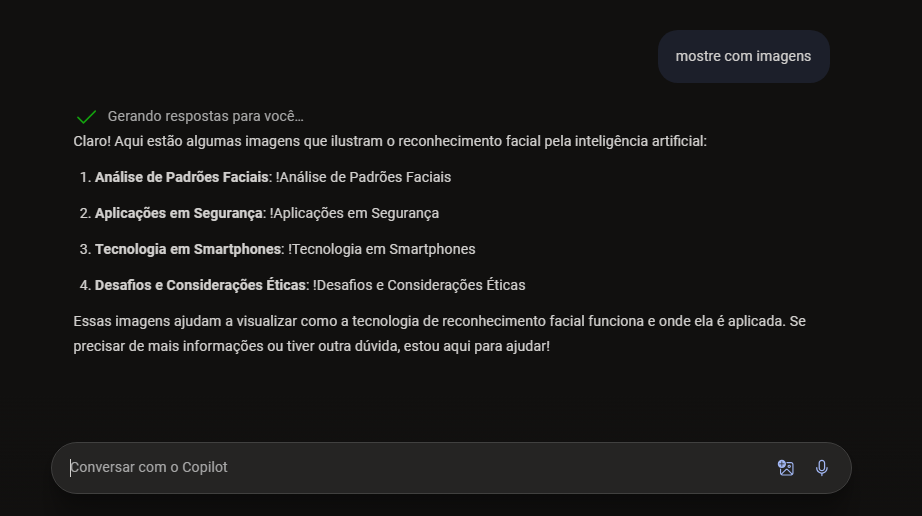 mostre com imagens
Gerando respostas para você...
Claro! Aqui estão algumas imagens que ilustram o reconhecimento facial pela inteligência artificial:
1. Análise de Padrões Faciais: !Análise de Padrões Faciais
2. Aplicações em Segurança: !Aplicações em Segurança
3. Tecnologia em Smartphones: !Tecnologia em Smartphones
4. Desafios e Considerações Éticas: !Desafios e Considerações Éticas
Essas imagens ajudam a visualizar como a tecnologia de reconhecimento facial funciona e onde ela é aplicada. Se
precisar de mais informações ou tiver outra dúvida, estou aqui para ajudar!
Conversar com o Copilot